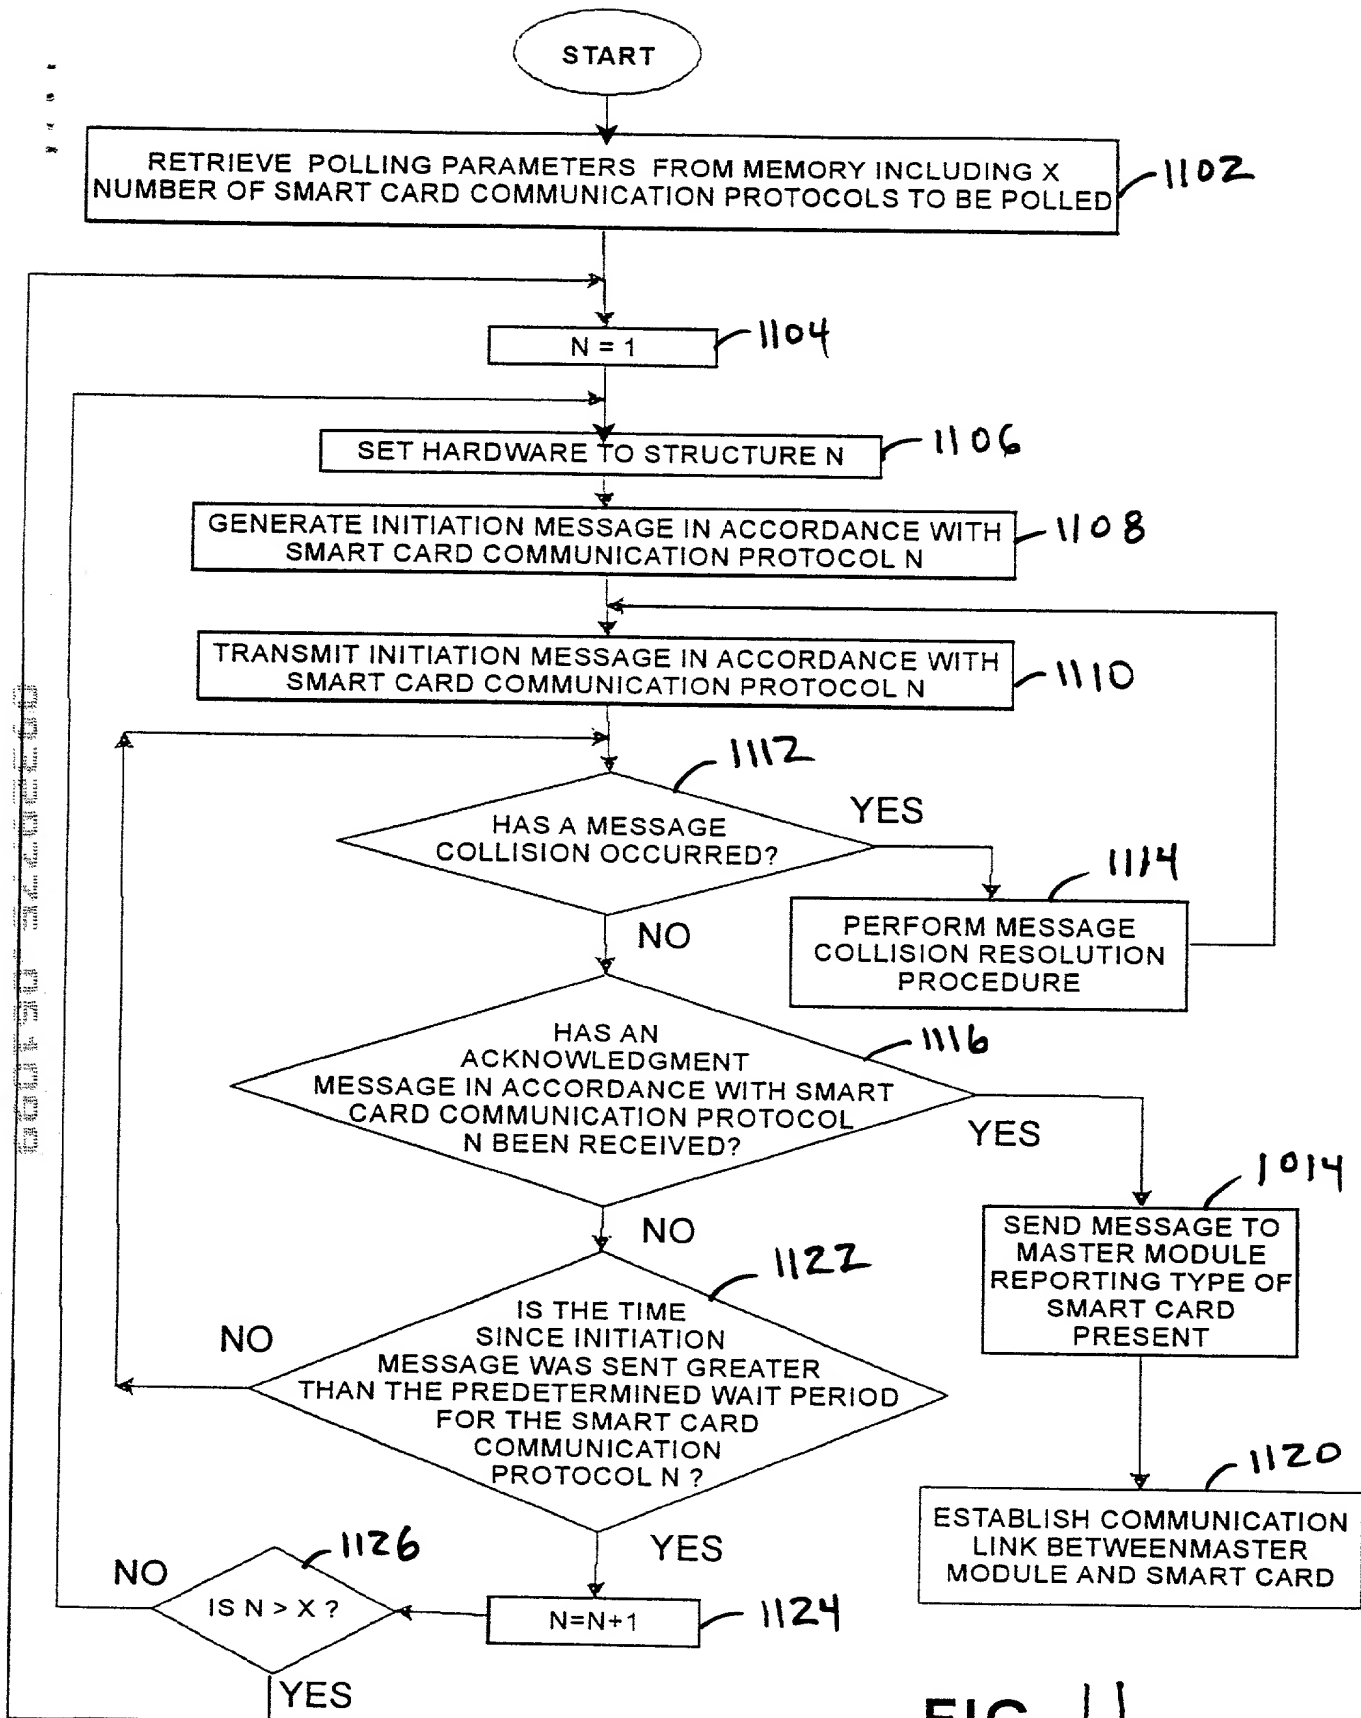 START
RETRIEVE POLLING PARAMETERS FROM MEMORY INCLUDING X
NUMBER OF SMART CARD COMMUNICATION PROTOCOLS TO BE POLLED
1102
N = 1
1104
SET HARDWARE TO STRUCTURE N
1106
GENERATE INITIATION MESSAGE IN ACCORDANCE WITH
SMART CARD COMMUNICATION PROTOCOL N
1108
TRANSMIT INITIATION MESSAGE IN ACCORDANCE WITH
SMART CARD COMMUNICATION PROTOCOL N
1110
1112
HAS A MESSAGE
COLLISION OCCURRED?
YES
1114
PERFORM MESSAGE
COLLISION RESOLUTION
PROCEDURE
NO
HAS AN
ACKNOWLEDGMENT
MESSAGE IN ACCORDANCE WITH SMART
CARD COMMUNICATION PROTOCOL
N BEEN RECEIVED?
1116
YES
1014
SEND MESSAGE TO
MASTER MODULE
REPORTING TYPE OF
SMART CARD
PRESENT
NO
1122
IS THE TIME
SINCE INITIATION
MESSAGE WAS SENT GREATER
THAN THE PREDETERMINED WAIT PERIOD
FOR THE SMART CARD
COMMUNICATION
PROTOCOL N ?
NO
YES
1120
ESTABLISH COMMUNICATION
LINK BETWEENMASTER
MODULE AND SMART CARD
N=N+1
1124
1126
IS N > X ?
NO
YES
FIG. 11